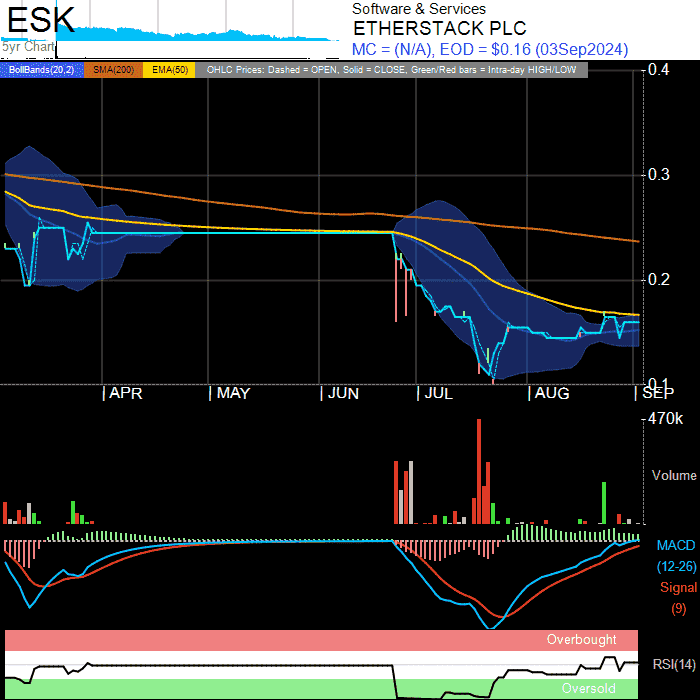 ESK
5yr Chart
Software & Services
ETHERSTACK PLC
MC = (N/A), EOD = $0.16 (03Sep2024)
BollBands(20,2) SMA(200) EMA(50) OHLC Prices: Dashed = OPEN, Solid = CLOSE, Green/Red bars = Intra-day HIGH/LOW
0.4
0.3
0.2
0.1
APR MAY JUN JUL AUG SEP
470k
Volume
MACD
(12-26)
Signal
(9)
Overbought
RSI(14)
Oversold